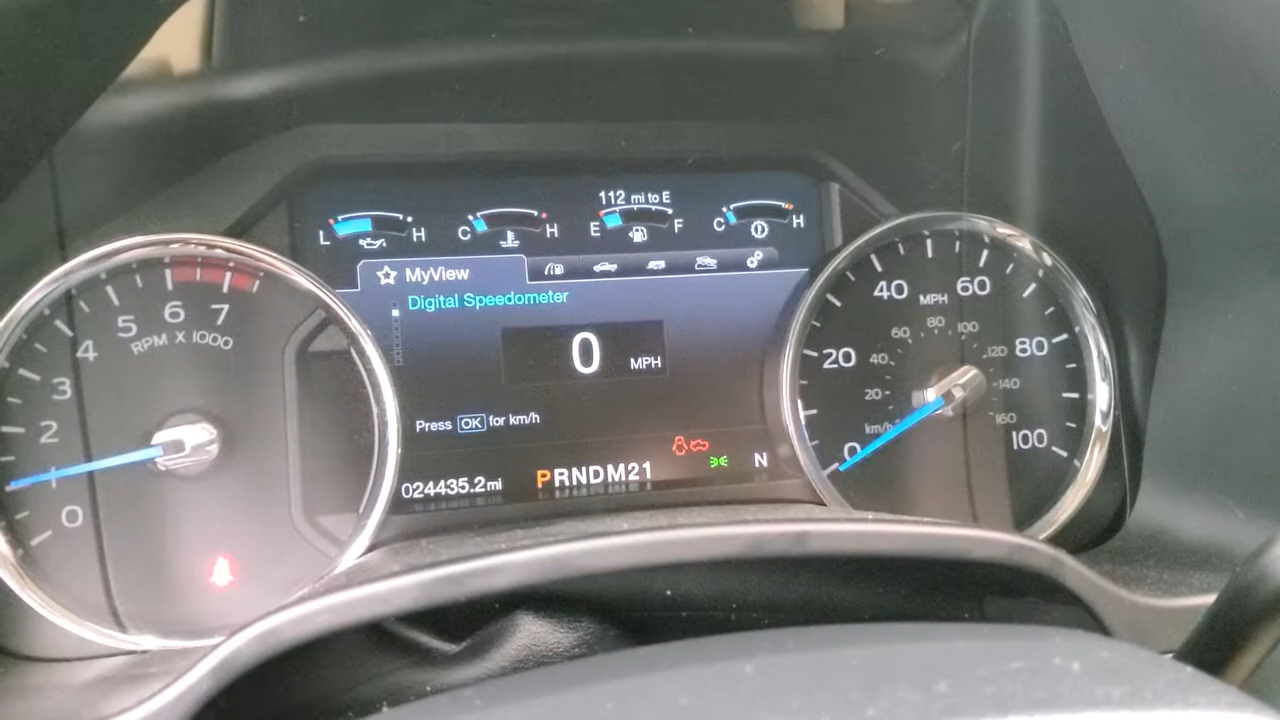 112 mi to E
L H
C H
E F
C H
MyView
Digital Speedometer
0 MPH
Press OK for km/h
024435.2 mi
PRNDM21
N
0
1
2
3
4
5
6
7
RPM X 1000
0
20
40
60
80
100
MPH
20
40
60
80
100
120
140
160
km/h